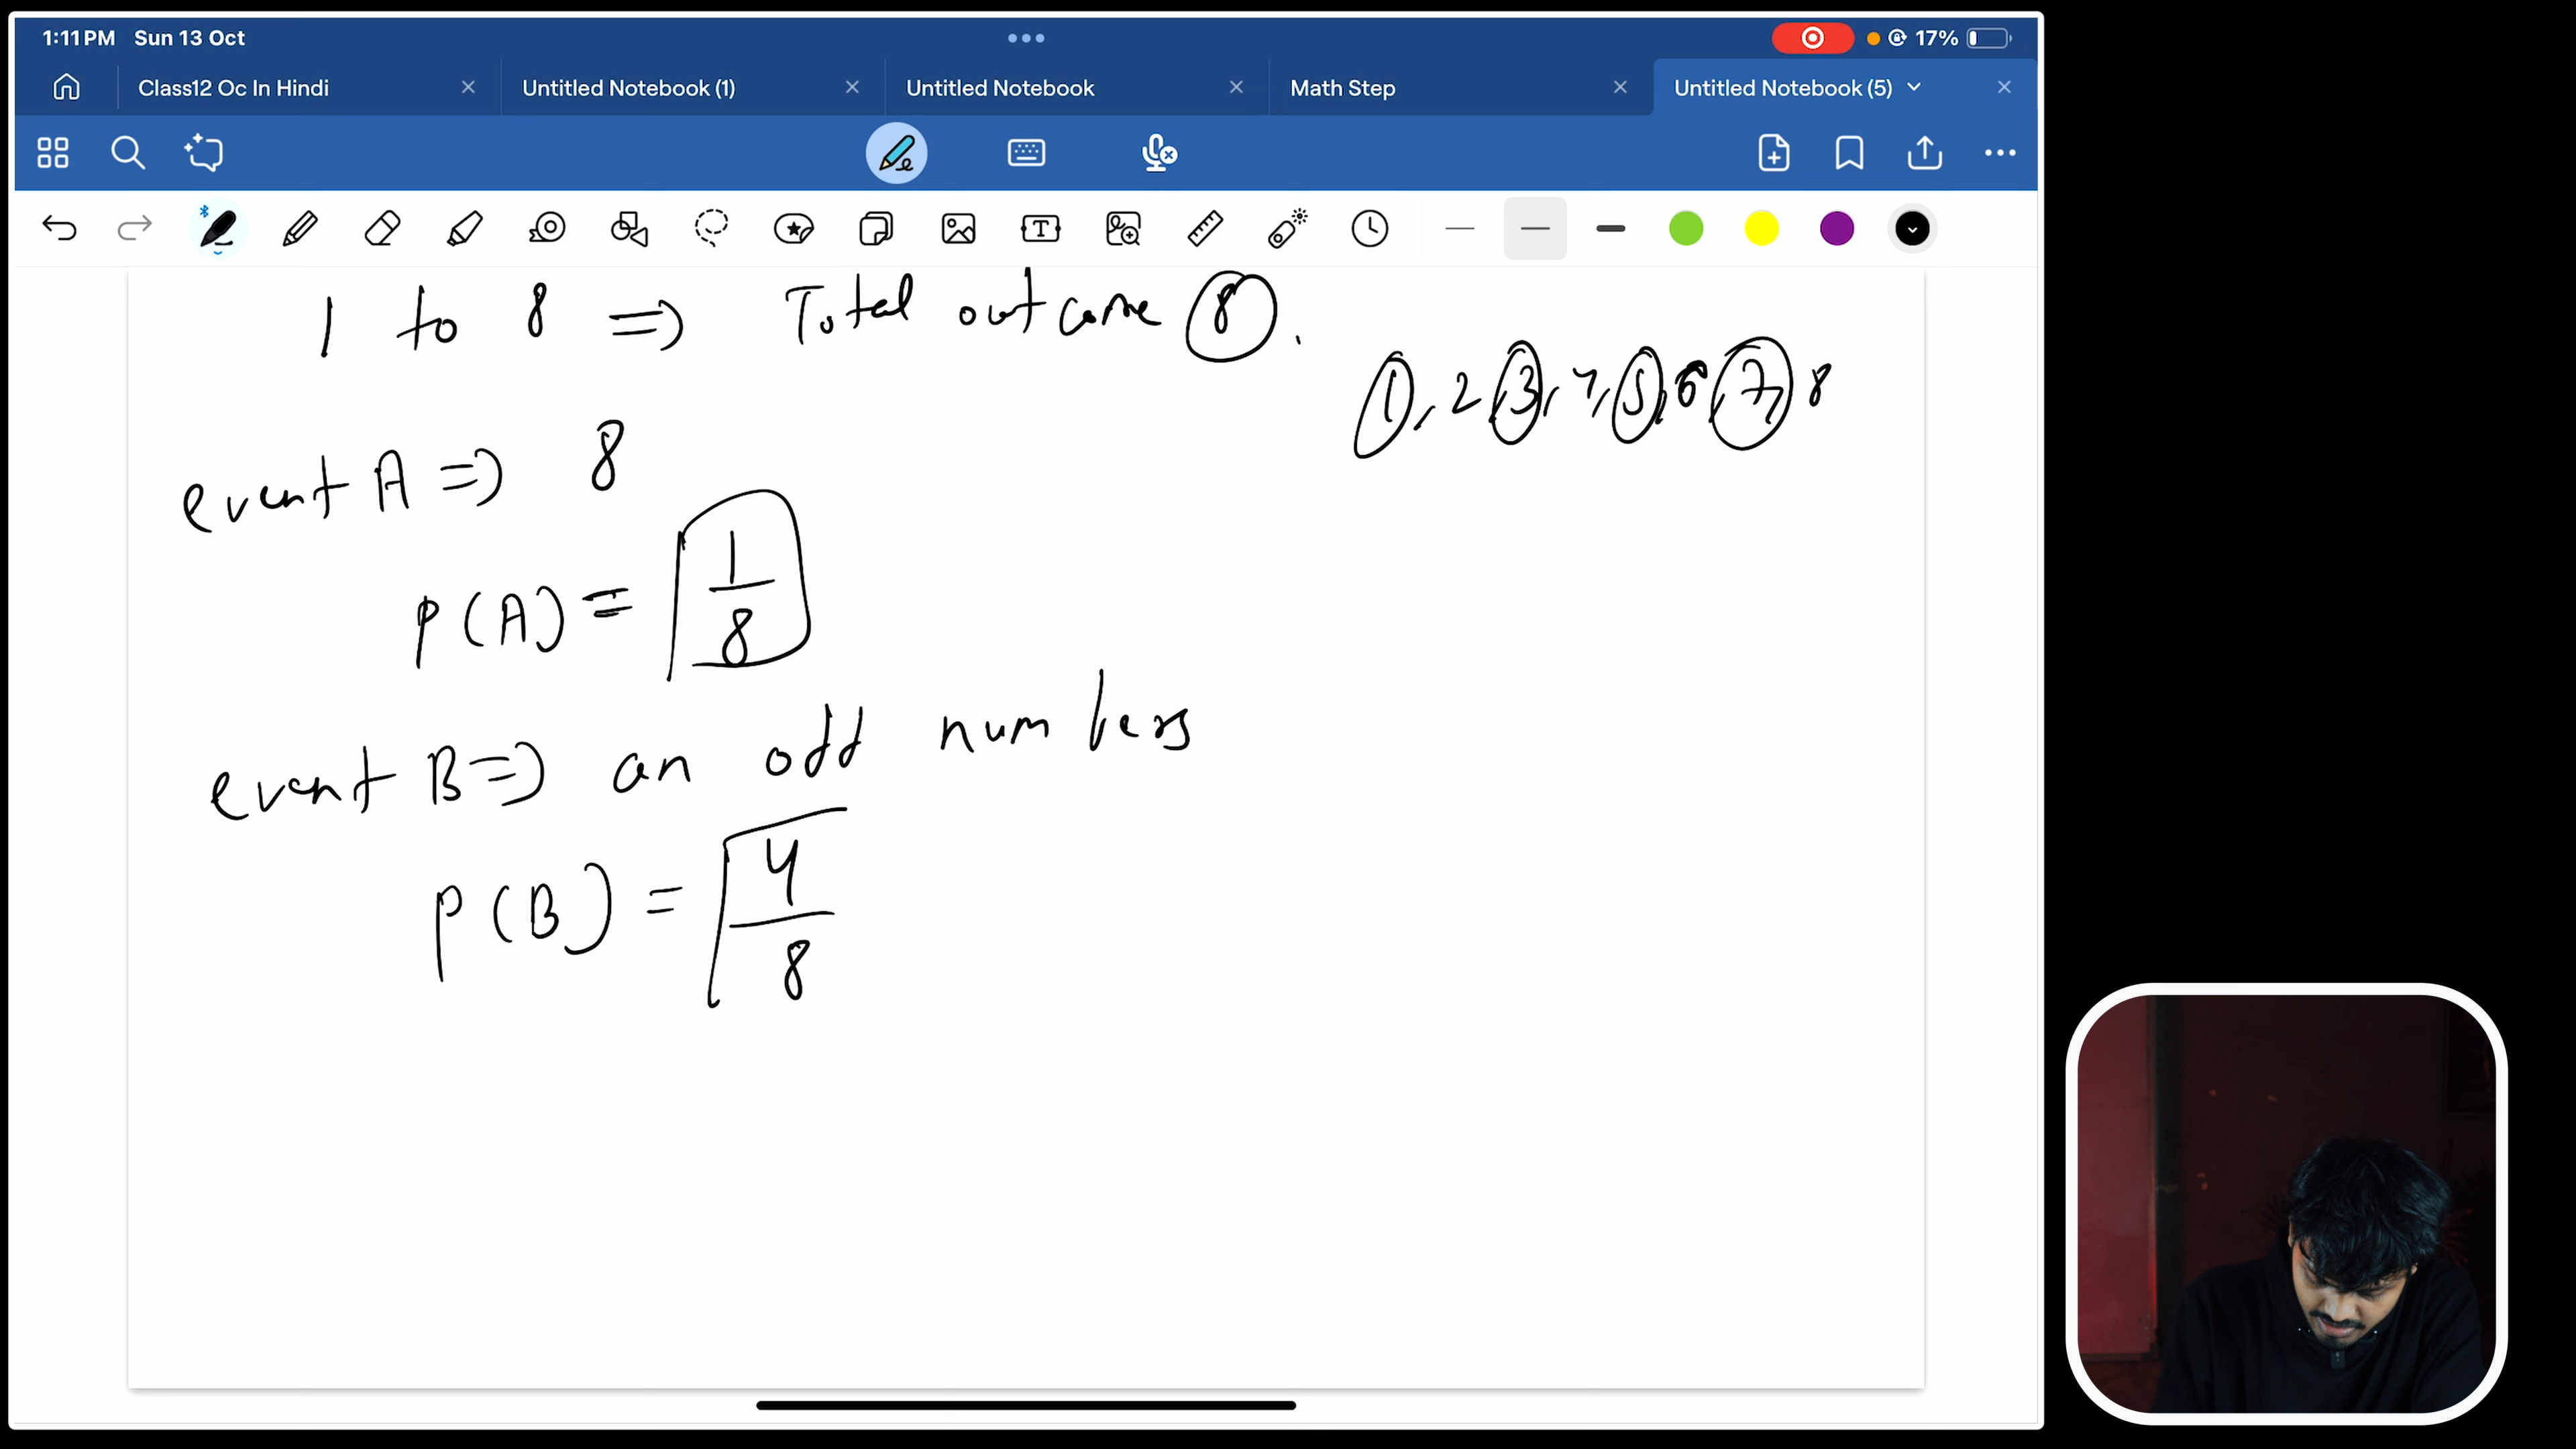 1:11PM Sun 13 Oct
17%
Class12 Oc In Hindi
Untitled Notebook (1)
Untitled Notebook
Math Step
Untitled Notebook (5)
1 to 8 => Total outcome 8.
1, 2, 3, 4, 5, 6, 7, 8
event A => 8
P(A) = 1/8
event B => an odd numbers
P(B) = 4/8